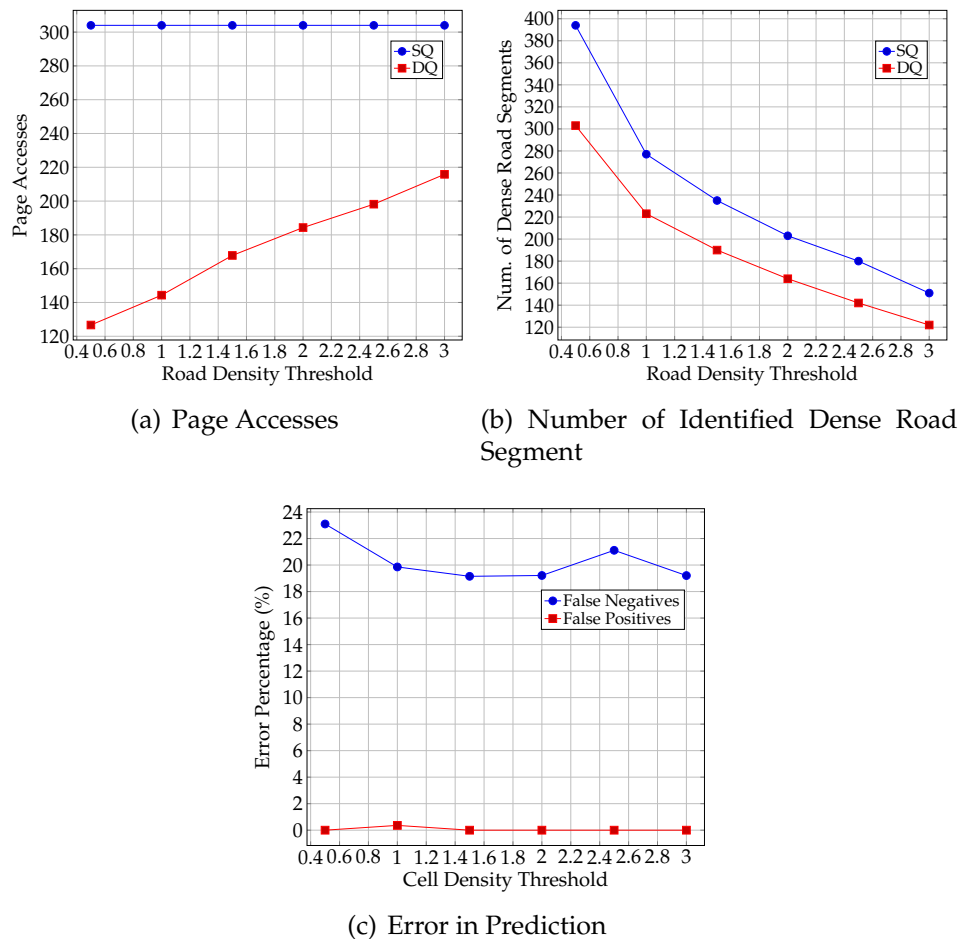 300
280
260
240
220
200
180
160
140
120
Page Accesses
SQ
DQ
0.4 0.6 0.8 1 1.2 1.4 1.6 1.8 2 2.2 2.4 2.6 2.8 3
Road Density Threshold
(a) Page Accesses
400
380
360
340
320
300
280
260
240
220
200
180
160
140
120
Num. of Dense Road Segments
SQ
DQ
0.4 0.6 0.8 1 1.2 1.4 1.6 1.8 2 2.2 2.4 2.6 2.8 3
Road Density Threshold
(b) Number of Identified Dense Road
Segment
24
22
20
18
16
14
12
10
8
6
4
2
0
Error Percentage (%)
False Negatives
False Positives
0.4 0.6 0.8 1 1.2 1.4 1.6 1.8 2 2.2 2.4 2.6 2.8 3
Cell Density Threshold
(c) Error in Prediction